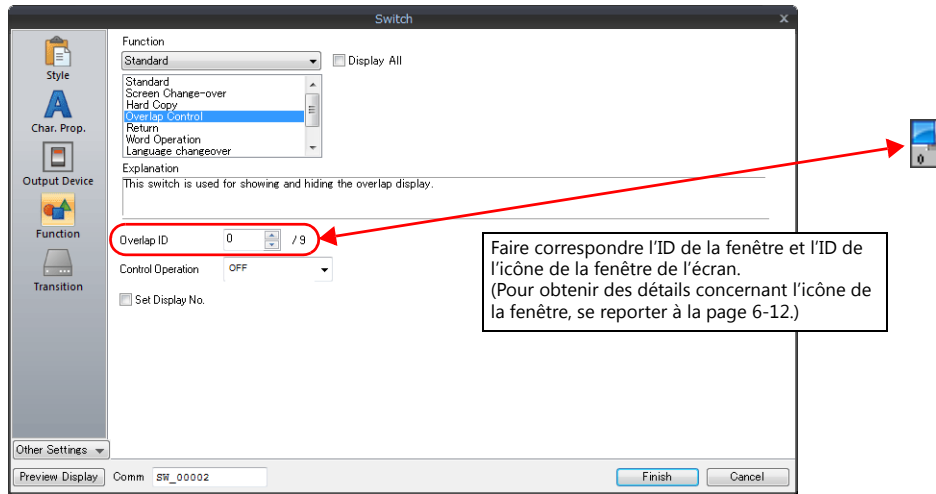 Switch
x
Style
Char. Prop.
Output Device
Function
Transition
Other Settings
Function
Standard
Display All
Standard
Screen Change-over
Hard Copy
Overlap Control
Return
Word Operation
Language changeover
Explanation
This switch is used for showing and hiding the overlap display.
Overlap ID 0 / 9
Control Operation OFF
Set Display No.
Faire correspondre l'ID de la fenêtre et l'ID de
l'icône de la fenêtre de l'écran.
(Pour obtenir des détails concernant l'icône de
la fenêtre, se reporter à la page 6-12.)
0
Preview Display Comm SW_00002 Finish Cancel